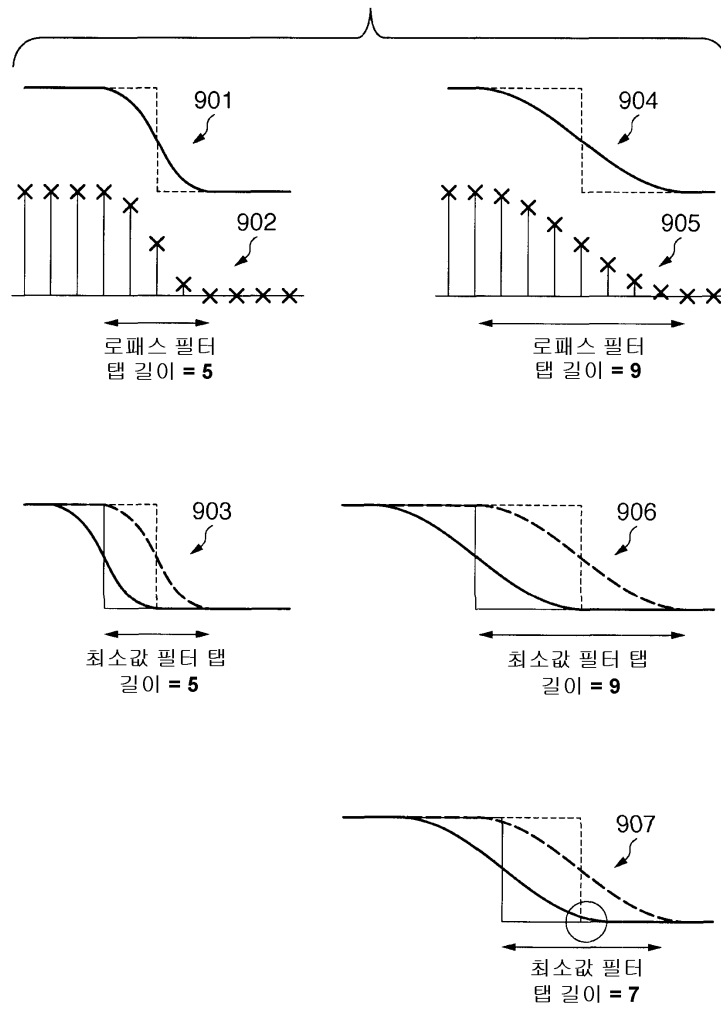 901
904
902
905
로패스 필터
탭 길이 = 5
로패스 필터
탭 길이 = 9
903
906
최소값 필터 탭
길이 = 5
최소값 필터 탭
길이 = 9
907
최소값 필터
탭 길이 = 7